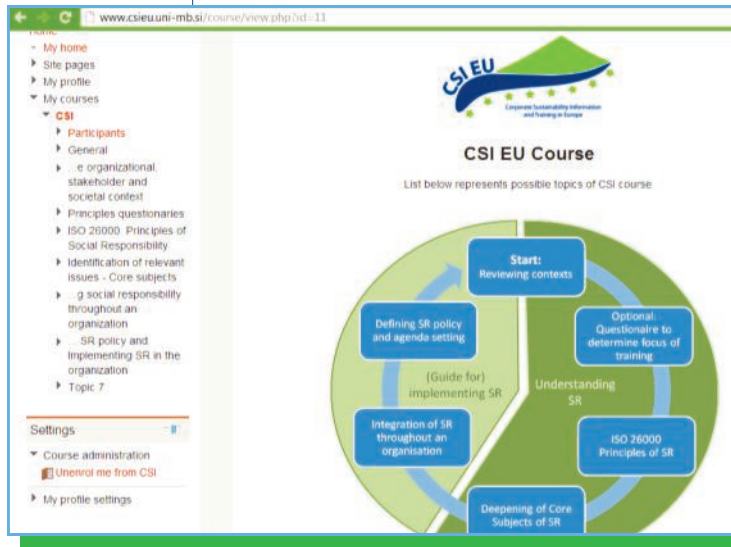 www.csieu.uni-mb.si/course/view.php?id=11
Home
My home
Site pages
My profile
My courses
CSI
Participants
General
...e organizational,
stakeholder and
societal context
Principles questionaries
ISO 26000: Principles of
Social Responsibility
Identification of relevant
issues - Core subjects
...g social responsibility
throughout an
organization
... SR policy and
Implementing SR in the
organization
Topic 7
Settings
Course administration
Unenrol me from CSI
My profile settings
CSI EU
Corporate Sustainability Information
and Training in Europe
CSI EU Course
List below represents possible topics of CSI course
Start:
Reviewing contexts
Optional:
Questionaire to
determine focus of
training
Understanding
SR
ISO 26000
Principles of SR
Deepening of Core
Subjects of SR
Integration of SR
throughout an
organisation
(Guide for)
implementing SR
Defining SR policy
and agenda setting